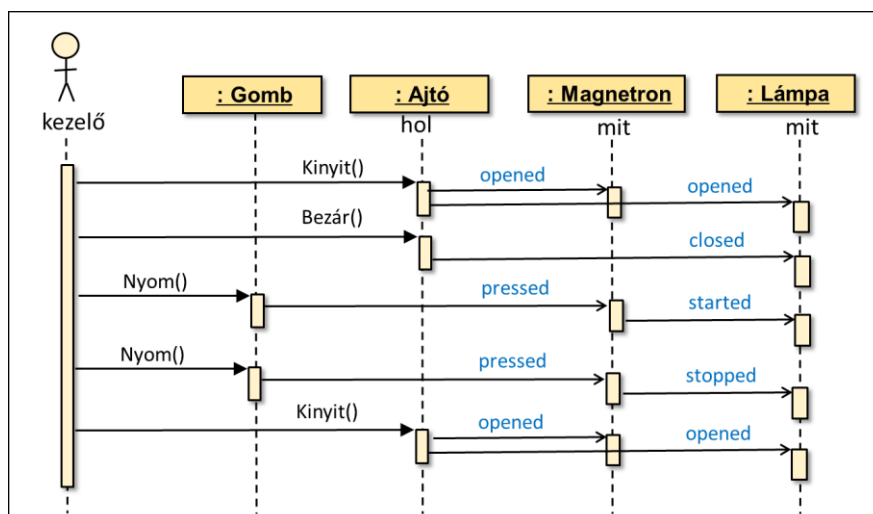 : Gomb
: Ajtó
: Magnetron
: Lámpa
kezelő
hol
mit
mit
Kinyit()
opened
opened
Bezár()
closed
Nyom()
pressed
started
Nyom()
pressed
stopped
Kinyit()
opened
opened